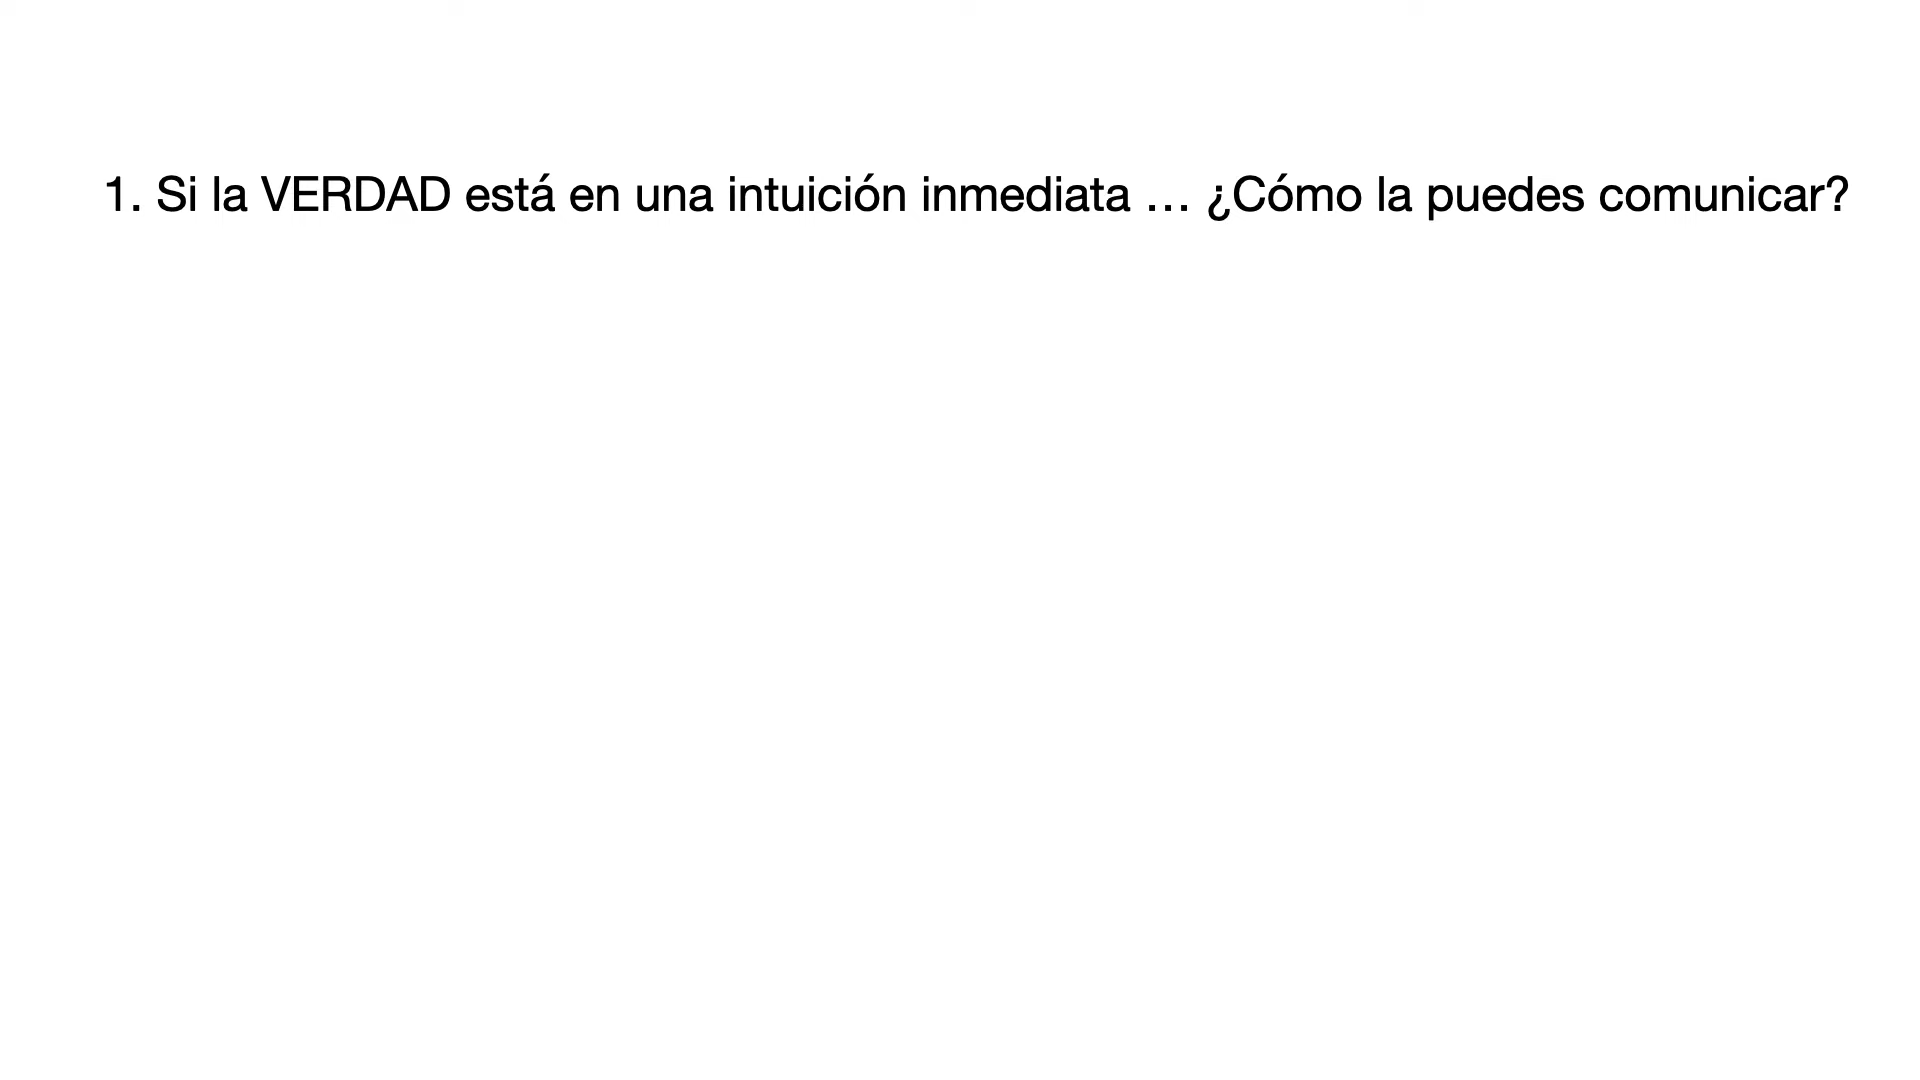 1. Si la VERDAD está en una intuición inmediata … ¿Cómo la puedes comunicar?